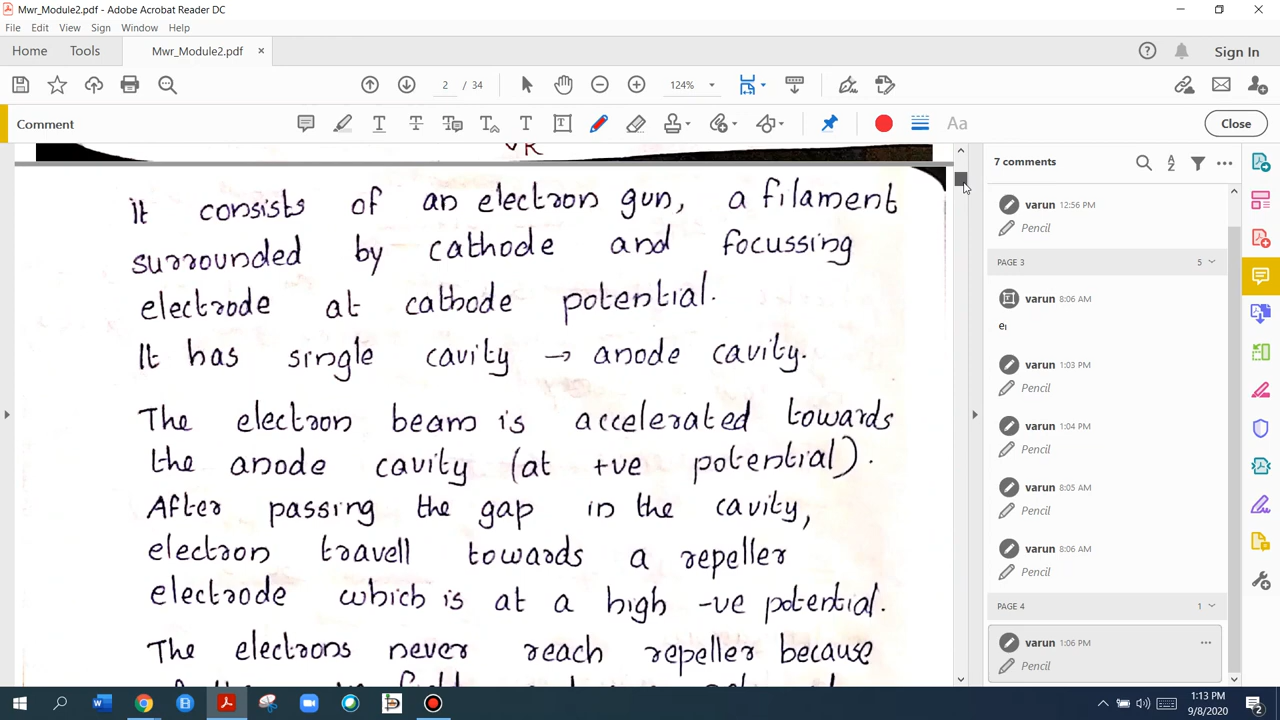 Mwr_Module2.pdf - Adobe Acrobat Reader DC
File Edit View Sign Window Help
Home Tools Mwr_Module2.pdf × Sign In
2 / 34 124%
Comment Aa Close
VR
7 comments
It consists of an electron gun, a filament
surrounded by cathode and focussing
electrode at cathode potential.
It has single cavity → anode cavity.
The electron beam is accelerated towards
the anode cavity (at +ve potential).
After passing the gap in the cavity,
electron travell towards a repeller
electrode which is at a high -ve potential.
The electrons never reach repeller because
varun 12:56 PM
Pencil
PAGE 3 5
varun 8:06 AM
varun 1:03 PM
Pencil
varun 1:04 PM
Pencil
varun 8:05 AM
Pencil
varun 8:06 AM
Pencil
PAGE 4 1
varun 1:06 PM
Pencil
1:13 PM
9/8/2020
2